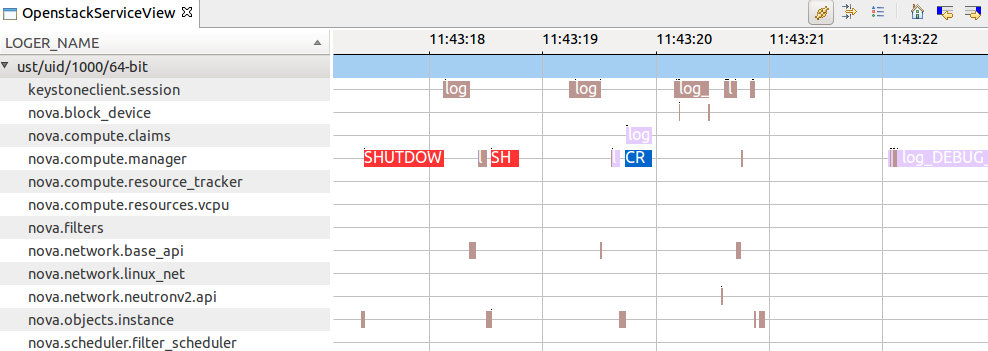 OpenstackServiceView
LOGER_NAME 11:43:18 11:43:19 11:43:20 11:43:21 11:43:22
ust/uid/1000/64-bit
keystoneclient.session log log log_ l
nova.block_device
nova.compute.claims log
nova.compute.manager SHUTDOW l SH l CR log_DEBUG_
nova.compute.resource_tracker
nova.compute.resources.vcpu
nova.filters
nova.network.base_api
nova.network.linux_net
nova.network.neutronv2.api
nova.objects.instance
nova.scheduler.filter_scheduler